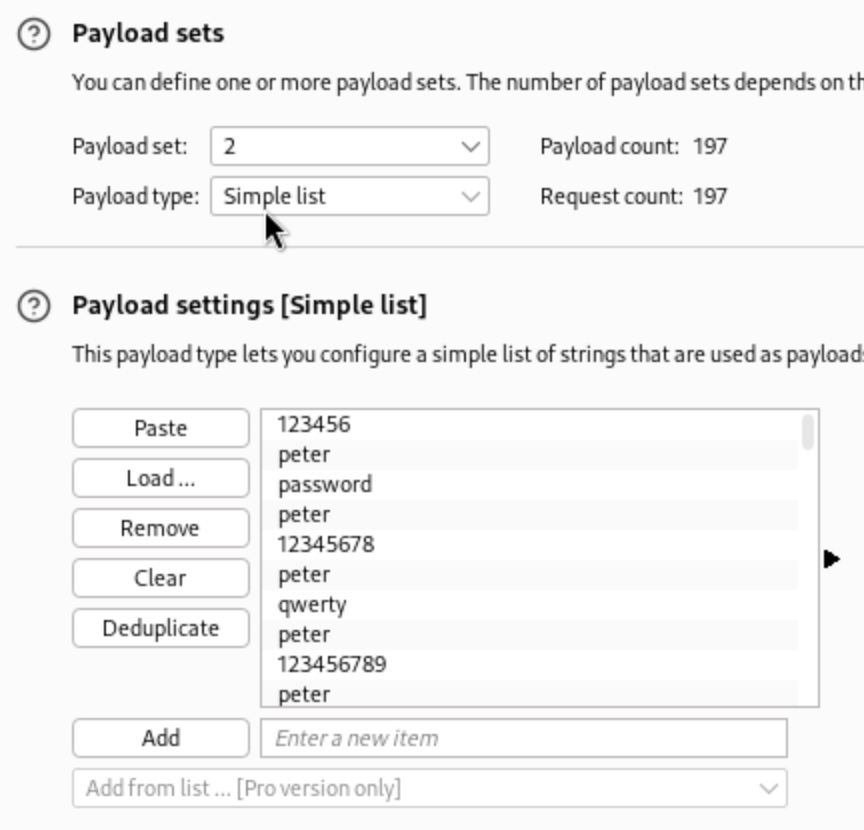 Payload sets
You can define one or more payload sets. The number of payload sets depends on th
Payload set: 2 Payload count: 197
Payload type: Simple list Request count: 197
Payload settings [Simple list]
This payload type lets you configure a simple list of strings that are used as payloads
Paste
Load ...
Remove
Clear
Deduplicate
123456
peter
password
peter
12345678
peter
qwerty
peter
123456789
peter
Add Enter a new item
Add from list ... [Pro version only]